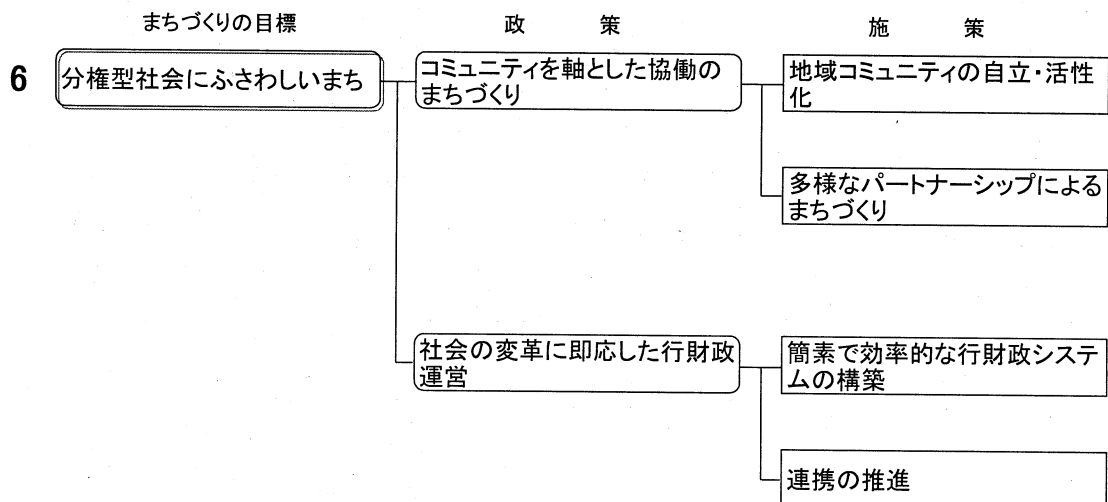 まちづくりの目標
政　　策
施　　策
6
分権型社会にふさわしいまち
コミュニティを軸とした協働の
まちづくり
地域コミュニティの自立・活性
化
多様なパートナーシップによる
まちづくり
社会の変革に即応した行財政
運営
簡素で効率的な行財政システ
ムの構築
連携の推進